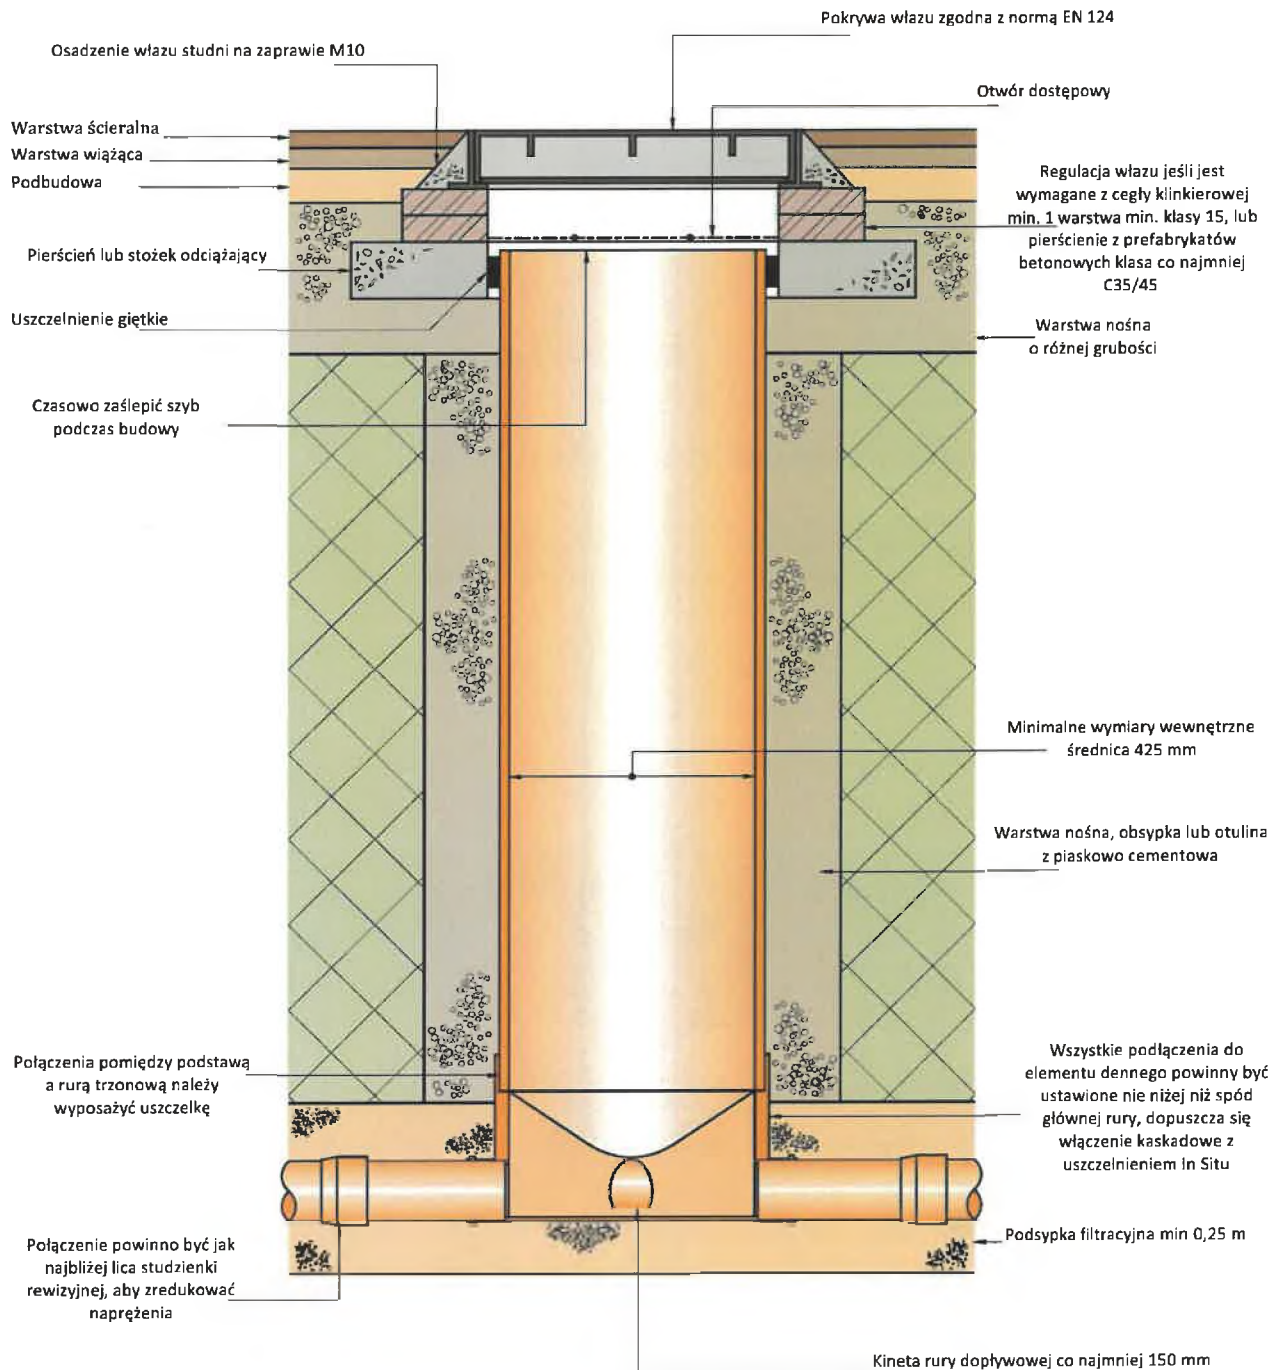 Pokrywa włazu zgodna z normą EN 124
Osadzenie włazu studni na zaprawie M10
Otwór dostępowy
Warstwa ścieralna
Warstwa wiążąca
Podbudowa
Regulacja włazu jeśli jest
wymagane z cegły klinkierowej
min. 1 warstwa min. klasy 15, lub
pierścienie z prefabrykatów
betonowych klasa co najmniej
C35/45
Pierścień lub stożek odciążający
Uszczelnienie giętkie
Warstwa nośna
o różnej grubości
Czasowo zaślepić szyb
podczas budowy
Minimalne wymiary wewnętrzne
średnica 425 mm
Warstwa nośna, obsypka lub otulina
z piaskowo cementowa
Połączenia pomiędzy podstawą
a rurą trzonową należy
wyposażyć uszczelkę
Wszystkie podłączenia do
elementu dennego powinny być
ustawione nie niżej niż spód
głównej rury, dopuszcza się
włączenie kaskadowe z
uszczelnieniem In Situ
Połączenie powinno być jak
najbliżej lica studzienki
rewizyjnej, aby zredukować
naprężenia
Podsypka filtracyjna min 0,25 m
Kineta rury dopływowej co najmniej 150 mm